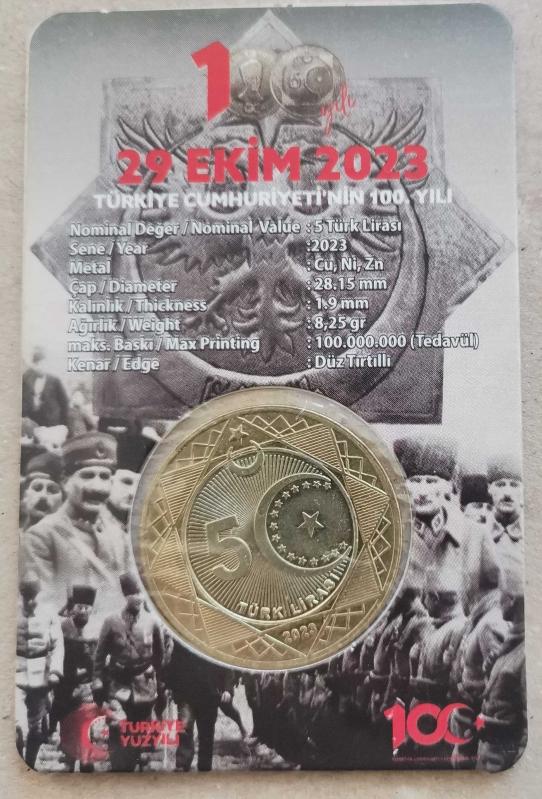 100
yılı
29 EKİM 2023
TÜRKİYE CUMHURİYETİ'NİN 100. YILI
Nominal Değer / Nominal Value : 5 Türk Lirası
Sene / Year : 2023
Metal : Cu, Ni, Zn
Çap / Diameter : 28.15 mm
Kalınlık / Thickness : 1.9 mm
Ağırlık / Weight : 8,25 gr
maks. Baskı / Max Printing : 100.000.000 (Tedavül)
Kenar / Edge : Düz Tırtıllı
5
TÜRK LİRASI
2023
TÜRKİYE
YÜZYILI
100